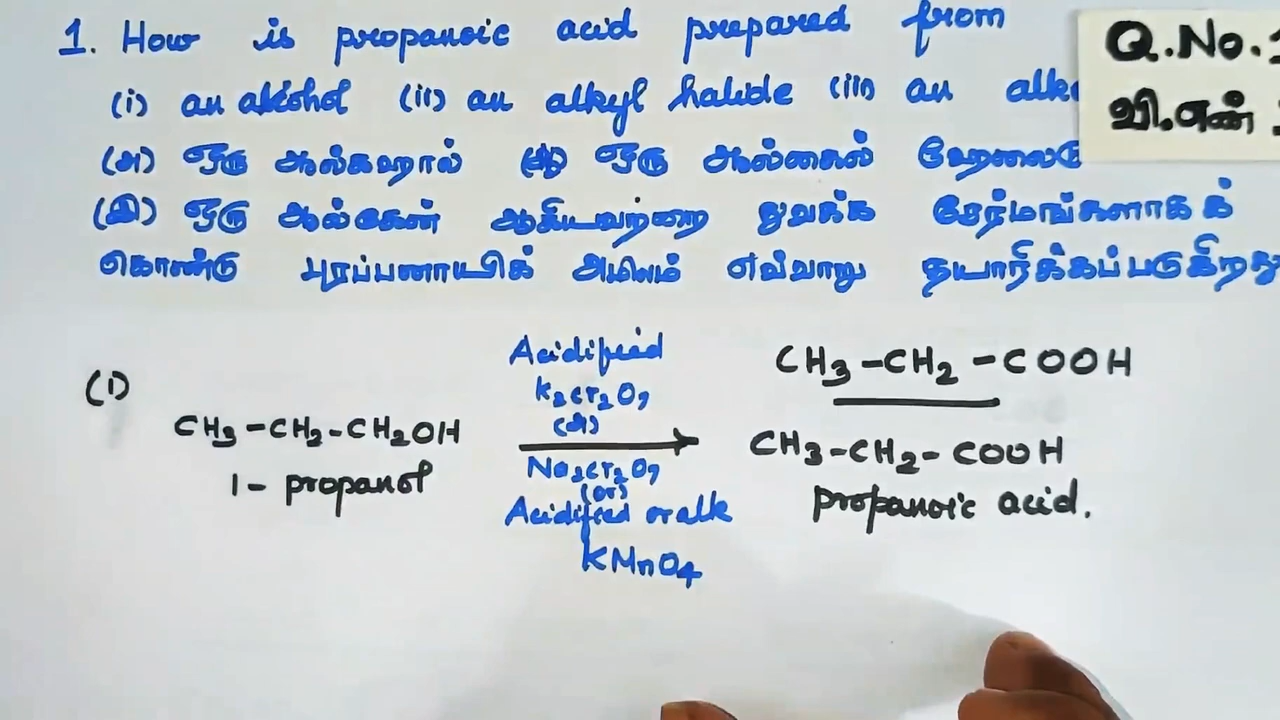 1. How is propanoic acid prepared from
(i) an alcohol (ii) an alkyl halide (iii) an
Q.No.
வி.எண்
(அ) ஒரு ஆல்கஹால் (ஆ) ஒரு ஆல்கைல்
(இ) ஒரு ஆல்கீன் ஆகியவற்றை துவக்க சேர்மங்களாகக்
கொண்டு புரப்பனாயிக் அமிலம் எவ்வாறு தயாரிக்கப்படுகிறது
(i)
CH3-CH2-CH2OH
1- propanol
Acidified
K2Cr2O7
(or)
Na2Cr2O7
(or)
Acidified or alk
KMnO4
CH3-CH2-COOH
CH3-CH2-COOH
propanoic acid.